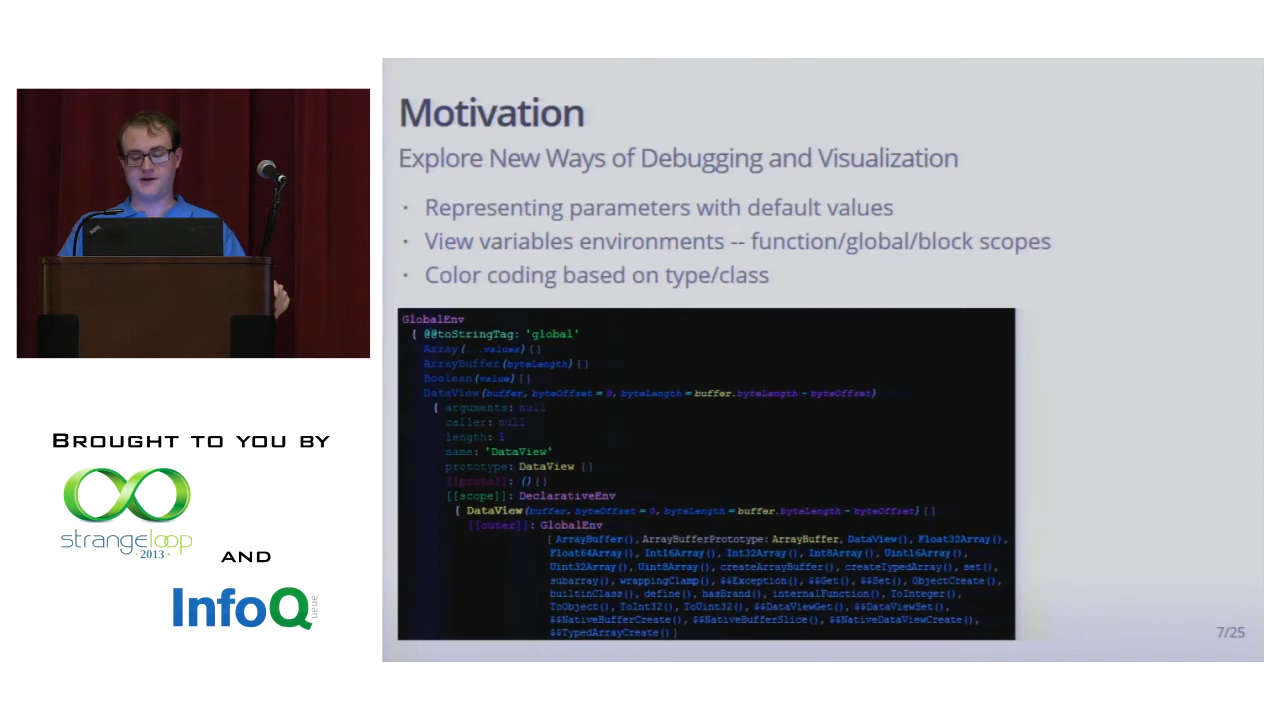 Motivation
Explore New Ways of Debugging and Visualization
· Representing parameters with default values
· View variables environments -- function/global/block scopes
· Color coding based on type/class
GlobalEnv
{ @@toStringTag: 'global'
Array(...values) {}
ArrayBuffer(byteLength) {}
Boolean(value) {}
DataView(buffer, byteOffset = 0, byteLength = buffer.byteLength - byteOffset)
{ arguments: null
caller: null
length: 1
name: 'DataView'
prototype: DataView {}
[[proto]]: () {}
[[scope]]: DeclarativeEnv
{ DataView(buffer, byteOffset = 0, byteLength = buffer.byteLength - byteOffset) {}
[[outer]]: GlobalEnv
{ ArrayBuffer(), ArrayBufferPrototype: ArrayBuffer, DataView(), Float32Array(),
Float64Array(), Int16Array(), Int32Array(), Int8Array(), Uint16Array(),
Uint32Array(), Uint8Array(), createArrayBuffer(), createTypedArray(), set(),
subarray(), wrappingClamp(), $$Exception(), $$Get(), $$Set(), ObjectCreate(),
builtinClass(), define(), hasBrand(), internalFunction(), ToInteger(),
ToObject(), ToInt32(), ToUint32(), $$DataViewGet(), $$DataViewSet(),
$$NativeBufferCreate(), $$NativeBufferSlice(), $$NativeDataViewCreate(),
$$TypedArrayCreate() }
7/25
BROUGHT TO YOU BY
strangeloop
· 2013 ·
AND
InfoQ
ueue